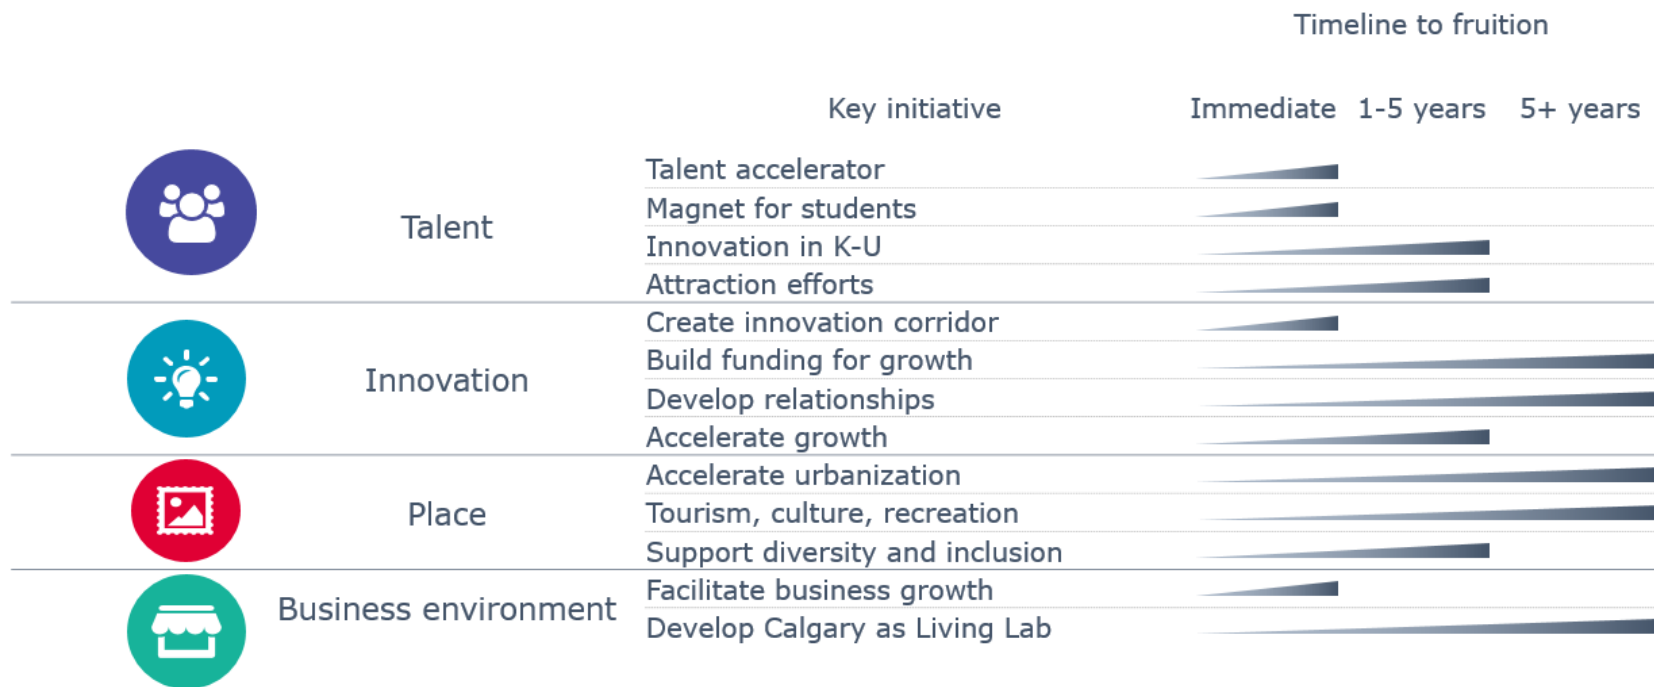 Timeline to fruition
Key initiative Immediate 1-5 years 5+ years
Talent
Talent accelerator
Magnet for students
Innovation in K-U
Attraction efforts
Innovation
Create innovation corridor
Build funding for growth
Develop relationships
Accelerate growth
Place
Accelerate urbanization
Tourism, culture, recreation
Support diversity and inclusion
Business environment
Facilitate business growth
Develop Calgary as Living Lab